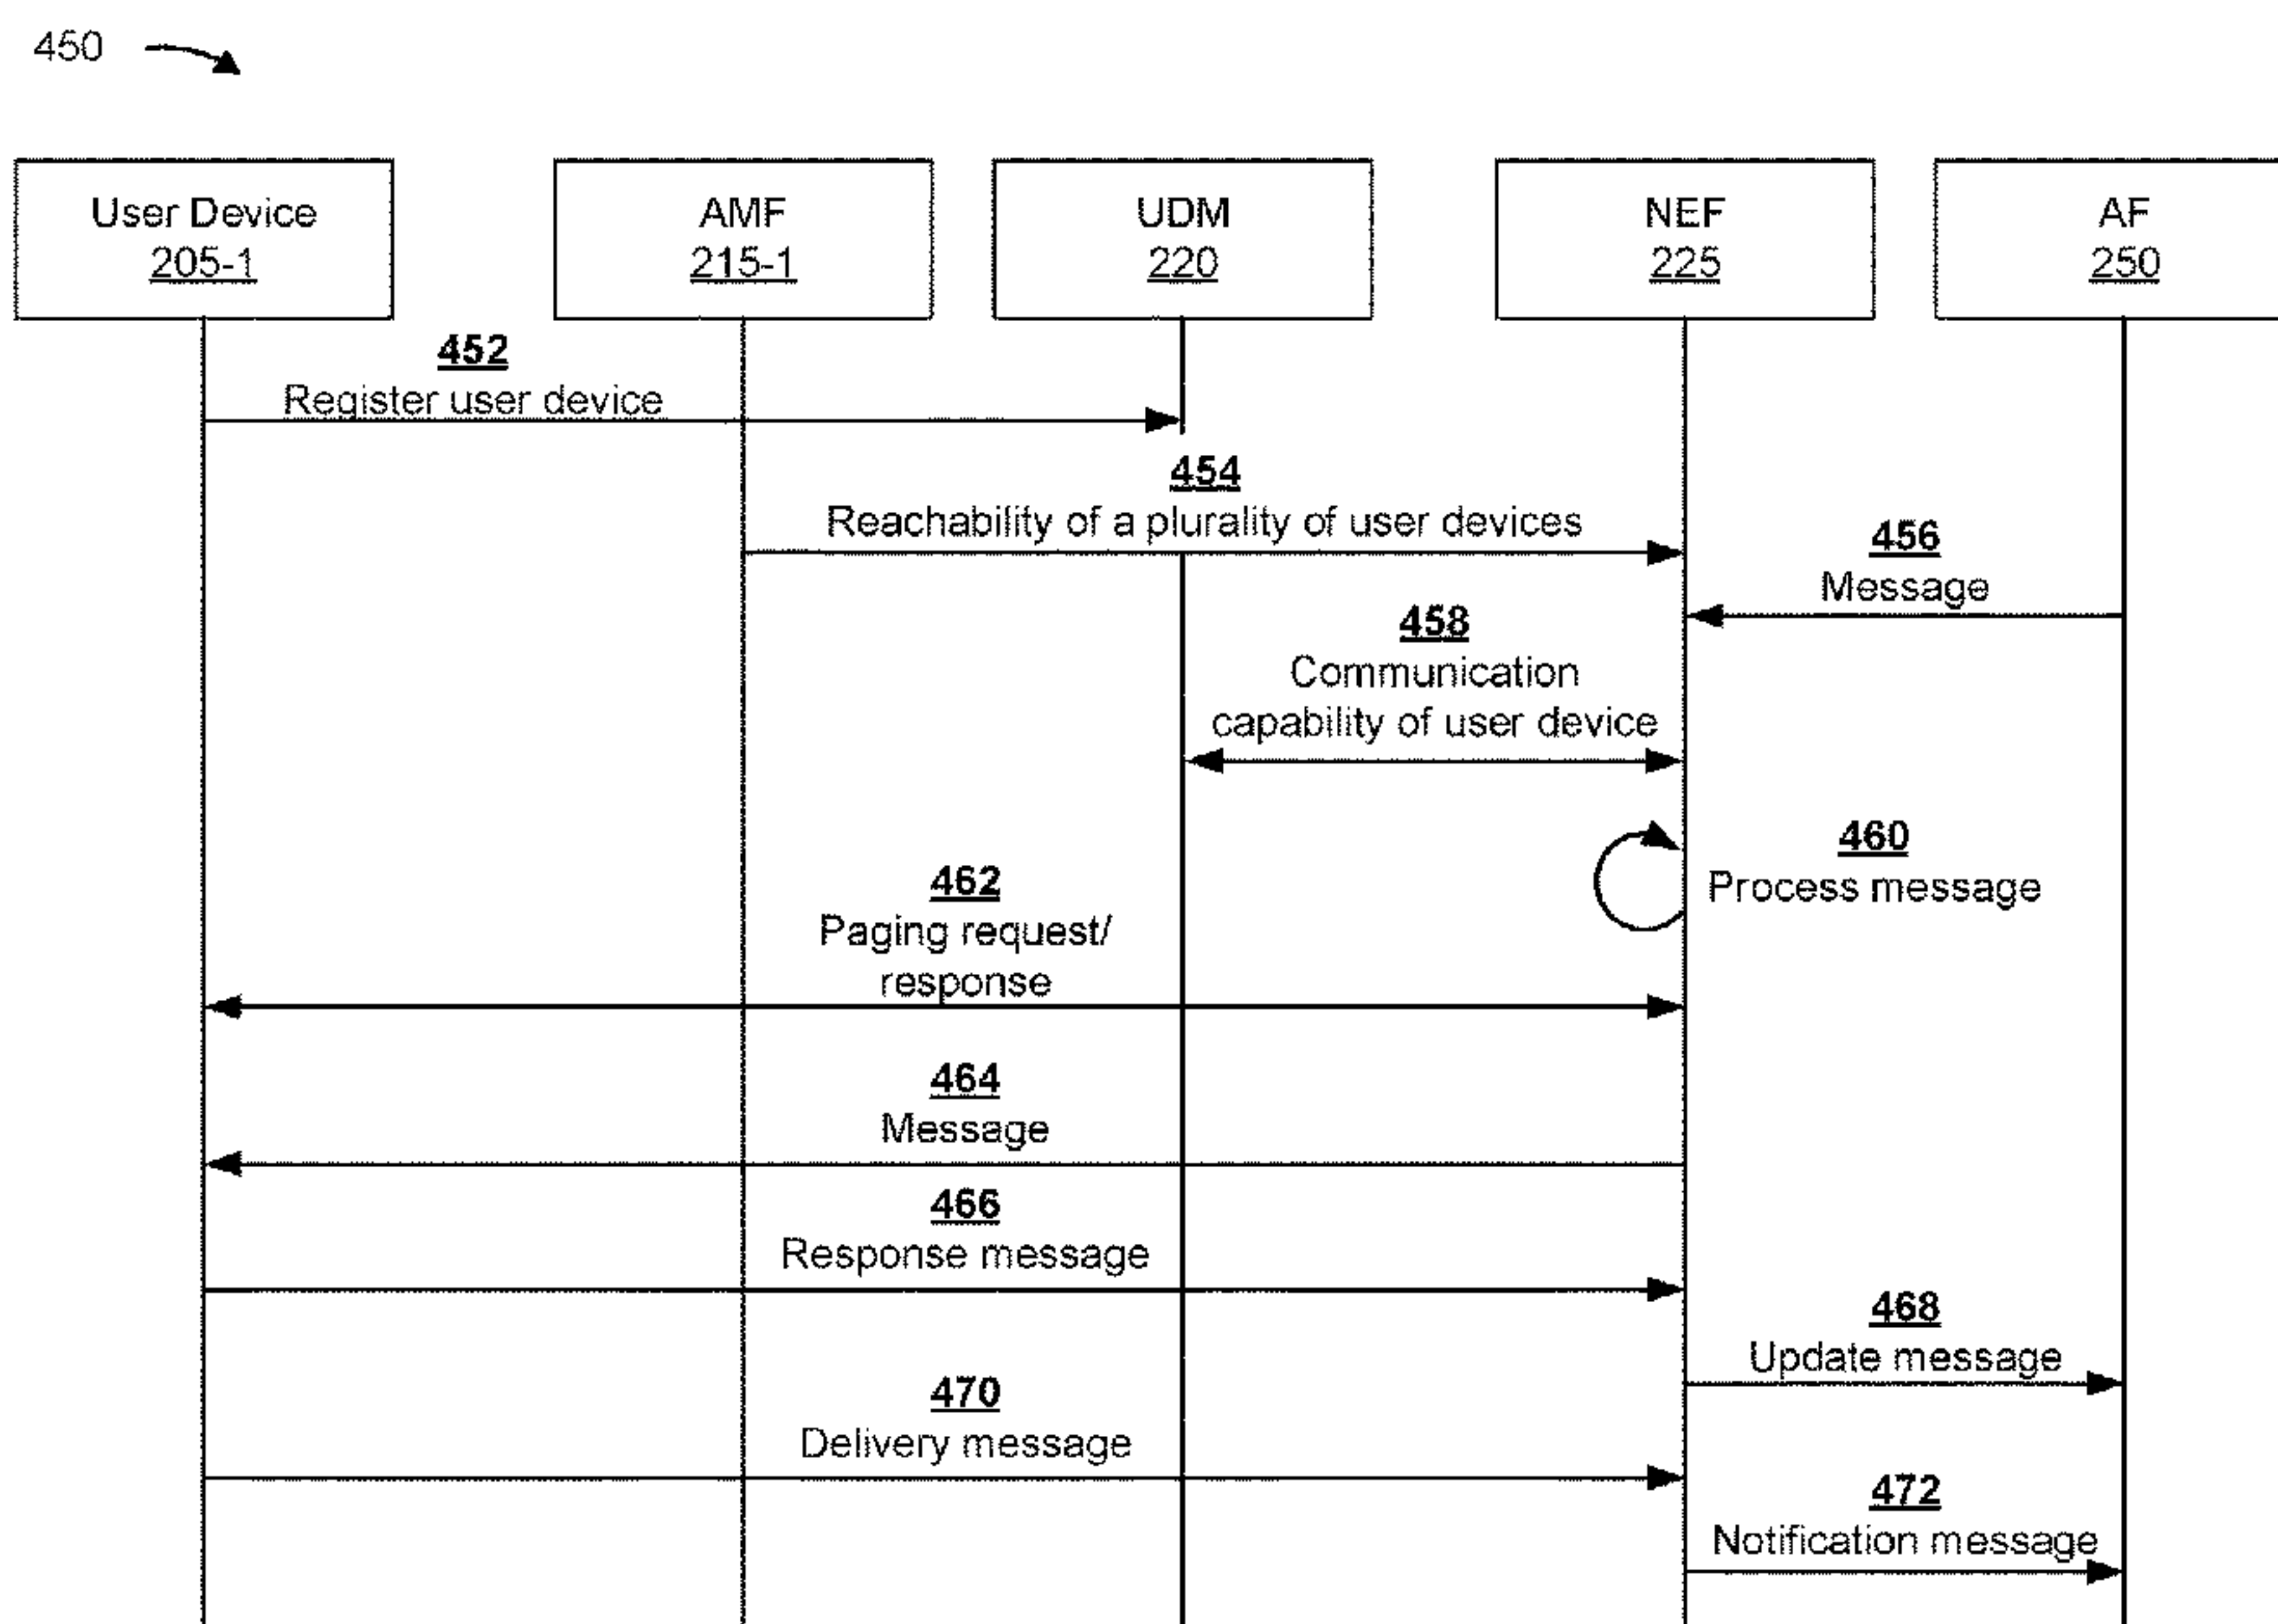 450
User Device
205-1
AMF
215-1
UDM
220
NEF
225
AF
250
452
Register user device
454
Reachability of a plurality of user devices
456
Message
458
Communication
capability of user device
460
Process message
462
Paging request/
response
464
Message
466
Response message
468
Update message
470
Delivery message
472
Notification message